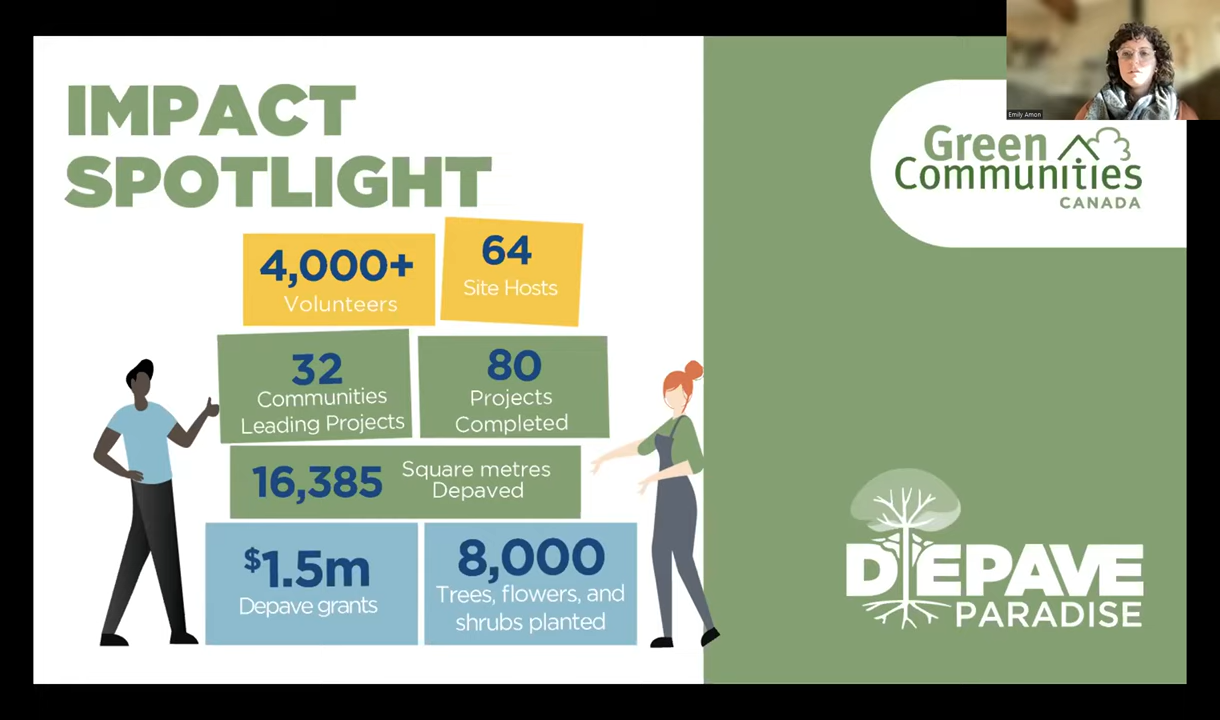 IMPACT
SPOTLIGHT
4,000+
Volunteers
64
Site Hosts
32
Communities
Leading Projects
80
Projects
Completed
16,385
Square metres
Depaved
$1.5m
Depave grants
8,000
Trees, flowers, and
shrubs planted
Emily Amon
Green
Communities
CANADA
DEPAVE
PARADISE